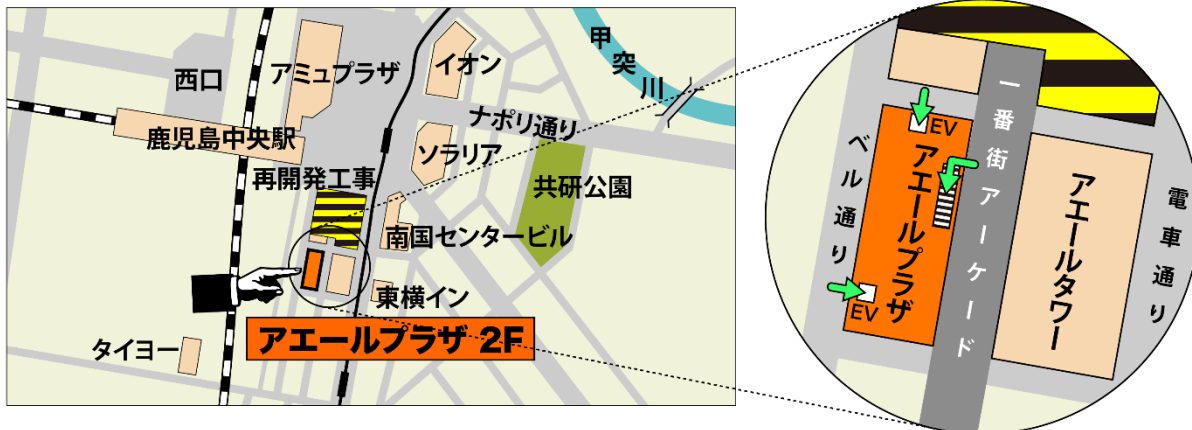 西口
アミュプラザ
イオン
甲突川
鹿児島中央駅
ナポリ通り
ソラリア
再開発工事
共研公園
南国センタービル
東横イン
アエールプラザ 2F
タイヨー
EV
アエールプラザ
EV
ベル通り
一番街アーケード
アエールタワー
電車通り